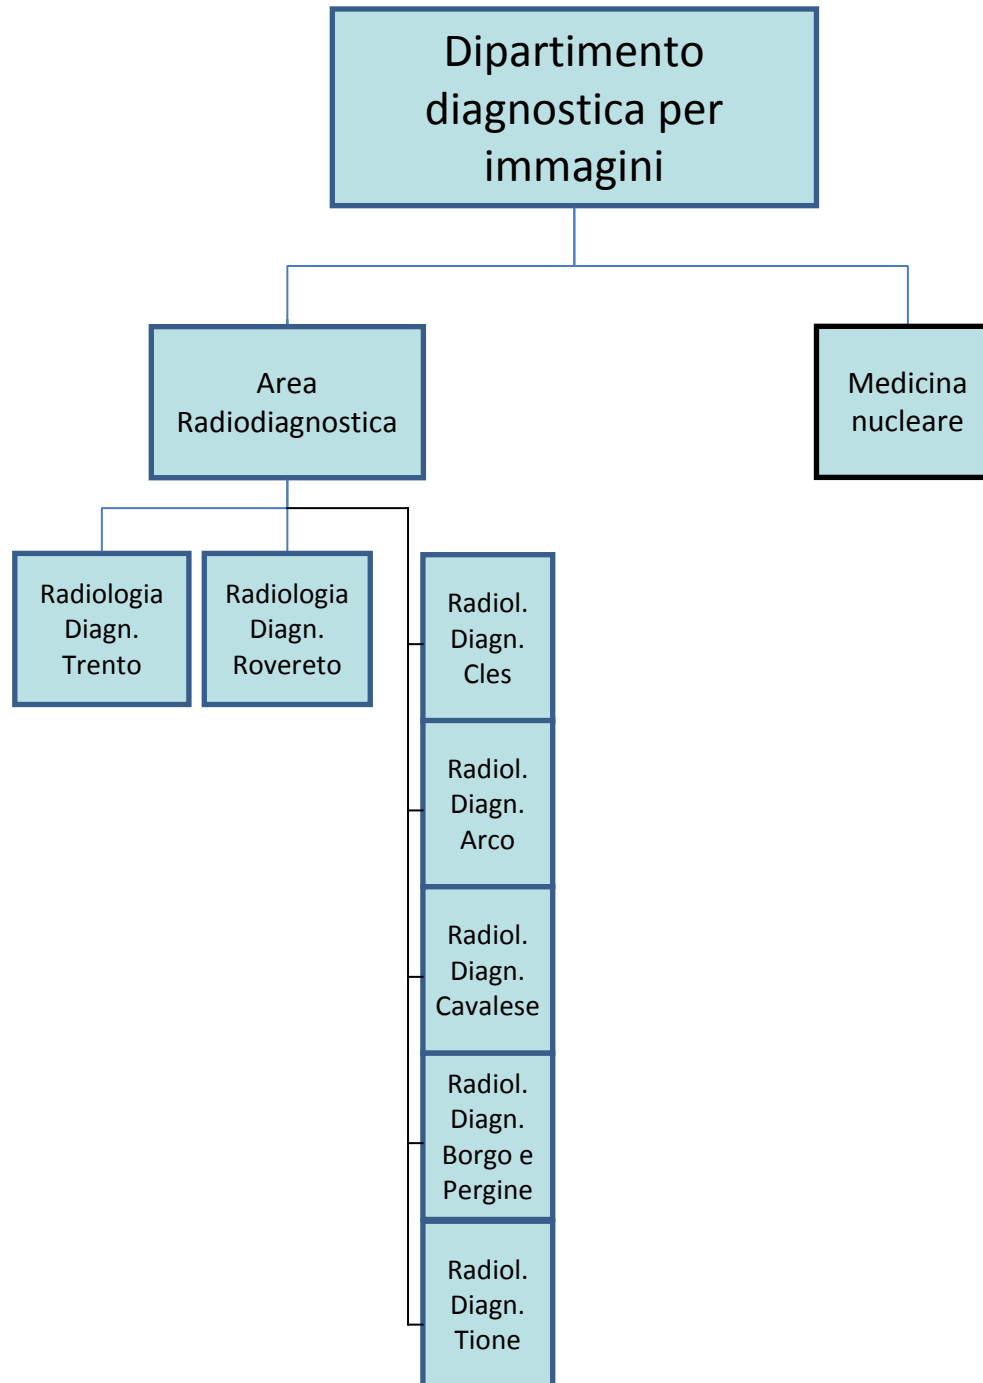 Dipartimento
diagnostica per
immagini
Area
Radiodiagnostica
Medicina
nucleare
Radiologia
Diagn.
Trento
Radiologia
Diagn.
Rovereto
Radiol.
Diagn.
Cles
Radiol.
Diagn.
Arco
Radiol.
Diagn.
Cavalese
Radiol.
Diagn.
Borgo e
Pergine
Radiol.
Diagn.
Tione